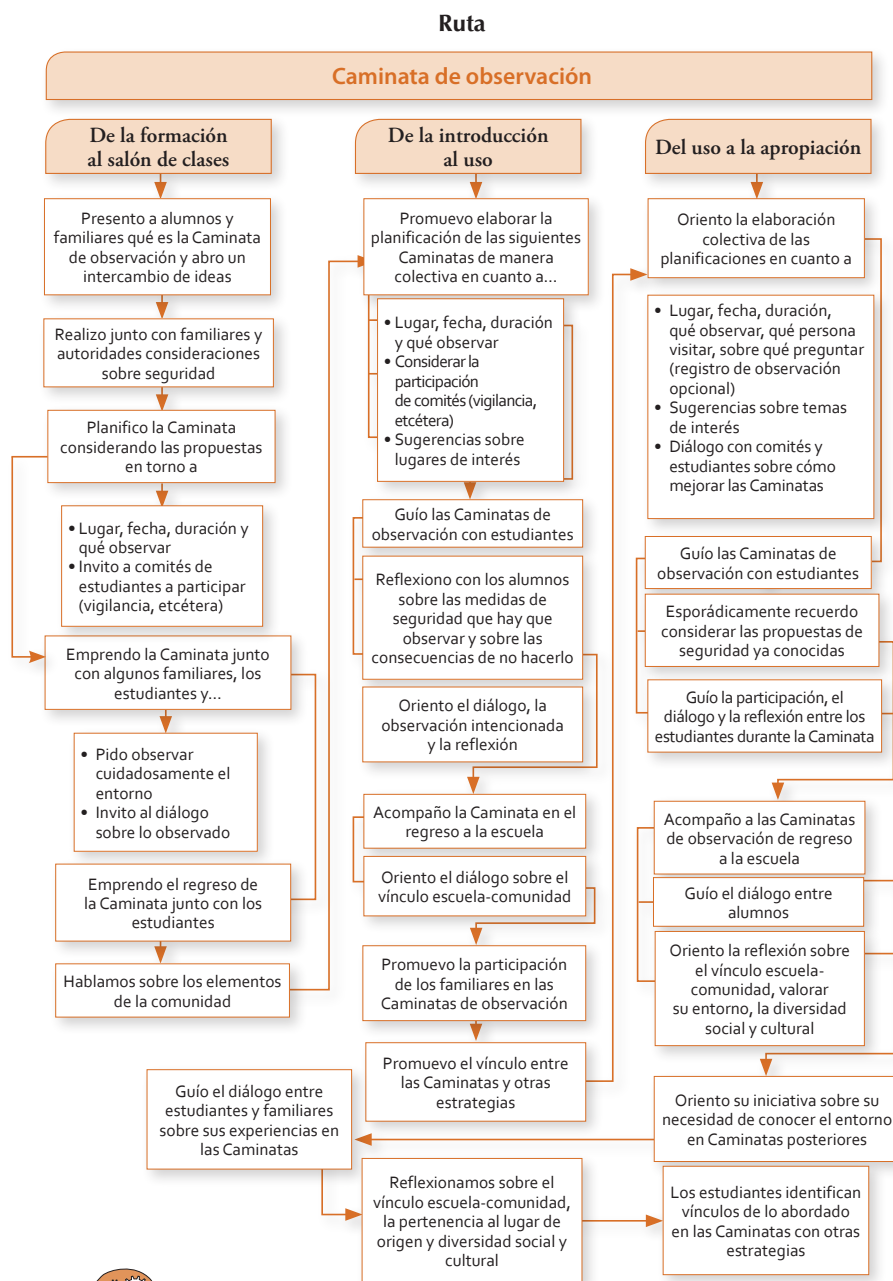 Ruta
Caminata de observación
De la formación
al salón de clases
Presento a alumnos y
familiares qué es la Caminata
de observación y abro un
intercambio de ideas
Realizo junto con familiares y
autoridades consideraciones
sobre seguridad
Planifico la Caminata
considerando las propuestas
en torno a
• Lugar, fecha, duración y
qué observar
• Invito a comités de
estudiantes a participar
(vigilancia, etcétera)
Emprendo la Caminata junto
con algunos familiares, los
estudiantes y...
• Pido observar
cuidadosamente el
entorno
• Invito al diálogo
sobre lo observado
Emprendo el regreso de
la Caminata junto con los
estudiantes
Hablamos sobre los elementos
de la comunidad
De la introducción
al uso
Promuevo elaborar la
planificación de las siguientes
Caminatas de manera
colectiva en cuanto a...
• Lugar, fecha, duración
y qué observar
• Considerar la
participación
de comités (vigilancia,
etcétera)
• Sugerencias sobre
lugares de interés
Guío las Caminatas de
observación con estudiantes
Reflexiono con los alumnos
sobre las medidas de
seguridad que hay que
observar y sobre las
consecuencias de no hacerlo
Oriento el diálogo, la
observación intencionada
y la reflexión
Acompaño la Caminata en el
regreso a la escuela
Oriento el diálogo sobre el
vínculo escuela-comunidad
Promuevo la participación
de los familiares en las
Caminatas de observación
Promuevo el vínculo entre
las Caminatas y otras
estrategias
Del uso a la apropiación
Oriento la elaboración
colectiva de las
planificaciones en cuanto a
• Lugar, fecha, duración,
qué observar, qué persona
visitar, sobre qué preguntar
(registro de observación
opcional)
• Sugerencias sobre temas
de interés
• Diálogo con comités y
estudiantes sobre cómo
mejorar las Caminatas
Guío las Caminatas de
observación con estudiantes
Esporádicamente recuerdo
considerar las propuestas de
seguridad ya conocidas
Guío la participación, el
diálogo y la reflexión entre los
estudiantes durante la Caminata
Acompaño a las Caminatas
de observación de regreso
a la escuela
Guío el diálogo entre
alumnos
Oriento la reflexión sobre
el vínculo escuela-
comunidad, valorar
su entorno, la diversidad
social y cultural
Oriento su iniciativa sobre su
necesidad de conocer el entorno
en Caminatas posteriores
Guío el diálogo entre
estudiantes y familiares
sobre sus experiencias en
las Caminatas
Reflexionamos sobre el
vínculo escuela-comunidad,
la pertenencia al lugar de
origen y diversidad social y
cultural
Los estudiantes identifican
vínculos de lo abordado
en las Caminatas con otras
estrategias